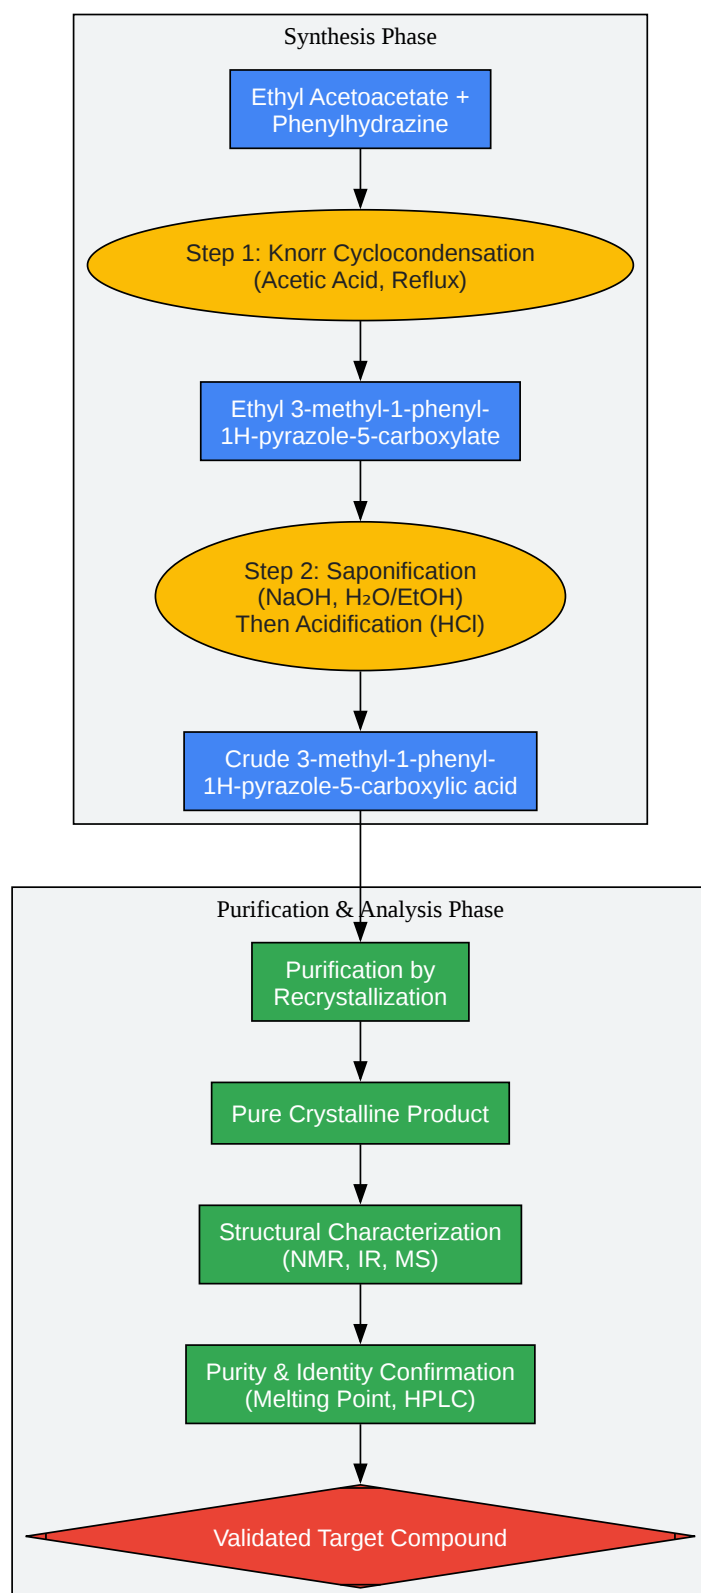 Synthesis Phase
Ethyl Acetoacetate +
Phenylhydrazine
Step 1: Knorr Cyclocondensation
(Acetic Acid, Reflux)
Ethyl 3-methyl-1-phenyl-
1H-pyrazole-5-carboxylate
Step 2: Saponification
(NaOH, H₂O/EtOH)
Then Acidification (HCl)
Crude 3-methyl-1-phenyl-
1H-pyrazole-5-carboxylic acid
Purification & Analysis Phase
Purification by
Recrystallization
Pure Crystalline Product
Structural Characterization
(NMR, IR, MS)
Purity & Identity Confirmation
(Melting Point, HPLC)
Validated Target Compound